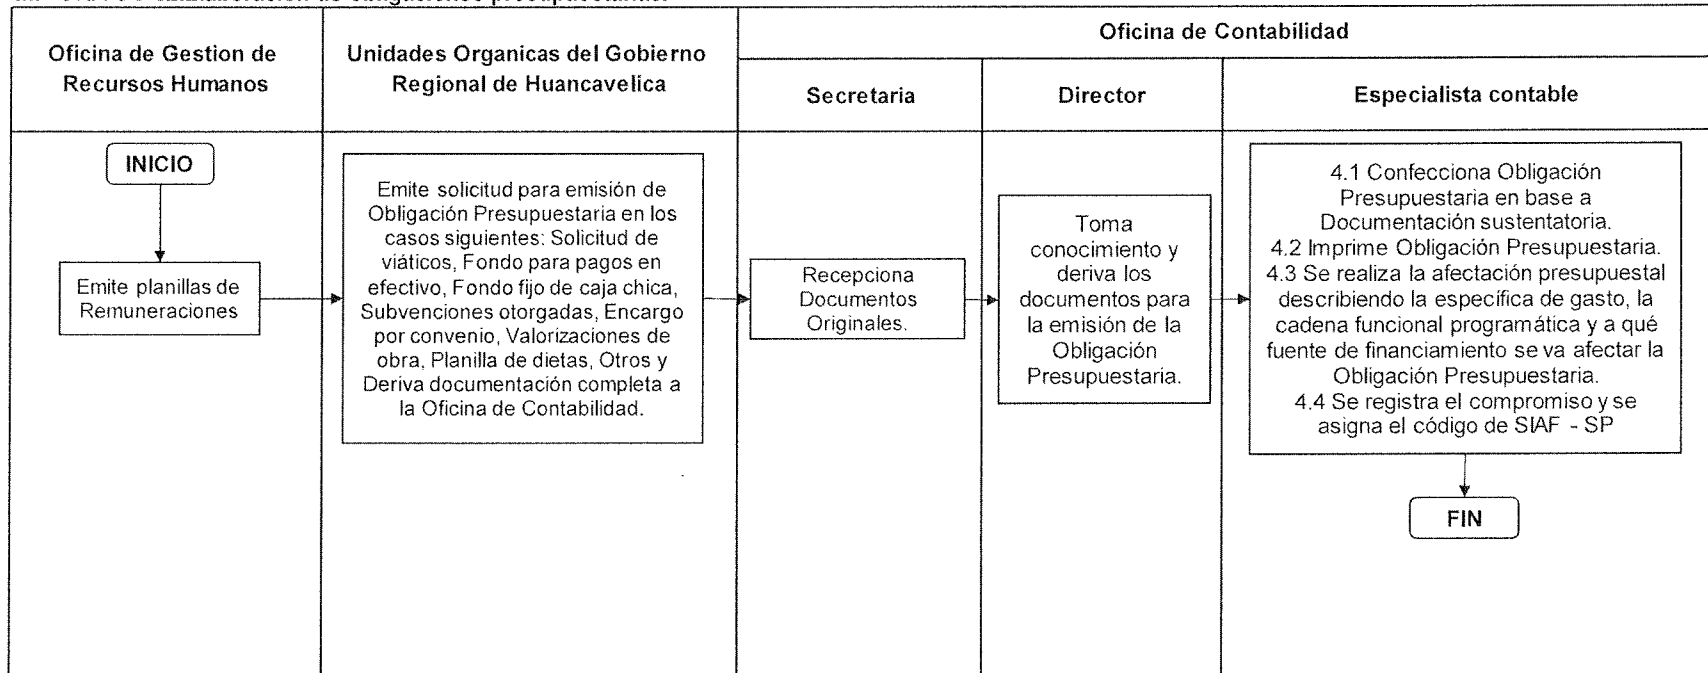 elaboración de obligaciones presupuestarias.
Oficina de Gestion de
Recursos Humanos
Unidades Organicas del Gobierno
Regional de Huancavelica
Oficina de Contabilidad
Secretaria
Director
Especialista contable
INICIO
Emite planillas de
Remuneraciones
Emite solicitud para emisión de
Obligación Presupuestaria en los
casos siguientes: Solicitud de
viáticos, Fondo para pagos en
efectivo, Fondo fijo de caja chica,
Subvenciones otorgadas, Encargo
por convenio, Valorizaciones de
obra, Planilla de dietas, Otros y
Deriva documentación completa a
la Oficina de Contabilidad.
Recepciona
Documentos
Originales.
Toma
conocimiento y
deriva los
documentos para
la emisión de la
Obligación
Presupuestaria.
4.1 Confecciona Obligación
Presupuestaria en base a
Documentación sustentatoria.
4.2 Imprime Obligación Presupuestaria.
4.3 Se realiza la afectación presupuestal
describiendo la específica de gasto, la
cadena funcional programática y a qué
fuente de financiamiento se va afectar la
Obligación Presupuestaria.
4.4 Se registra el compromiso y se
asigna el código de SIAF - SP
FIN